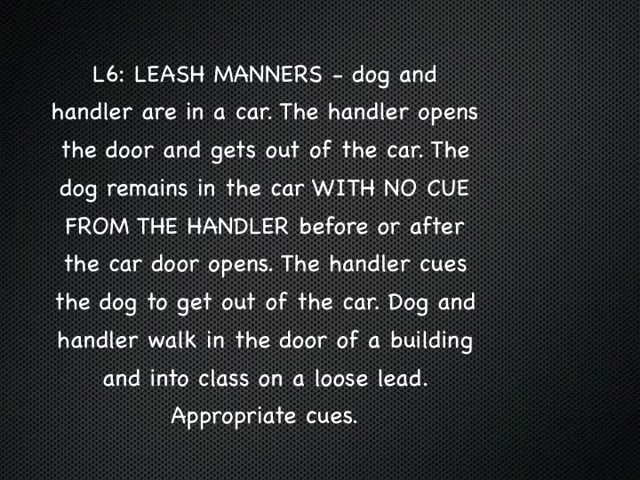 L6: LEASH MANNERS - dog and
handler are in a car. The handler opens
the door and gets out of the car. The
dog remains in the car WITH NO CUE
FROM THE HANDLER before or after
the car door opens. The handler cues
the dog to get out of the car. Dog and
handler walk in the door of a building
and into class on a loose lead.
Appropriate cues.